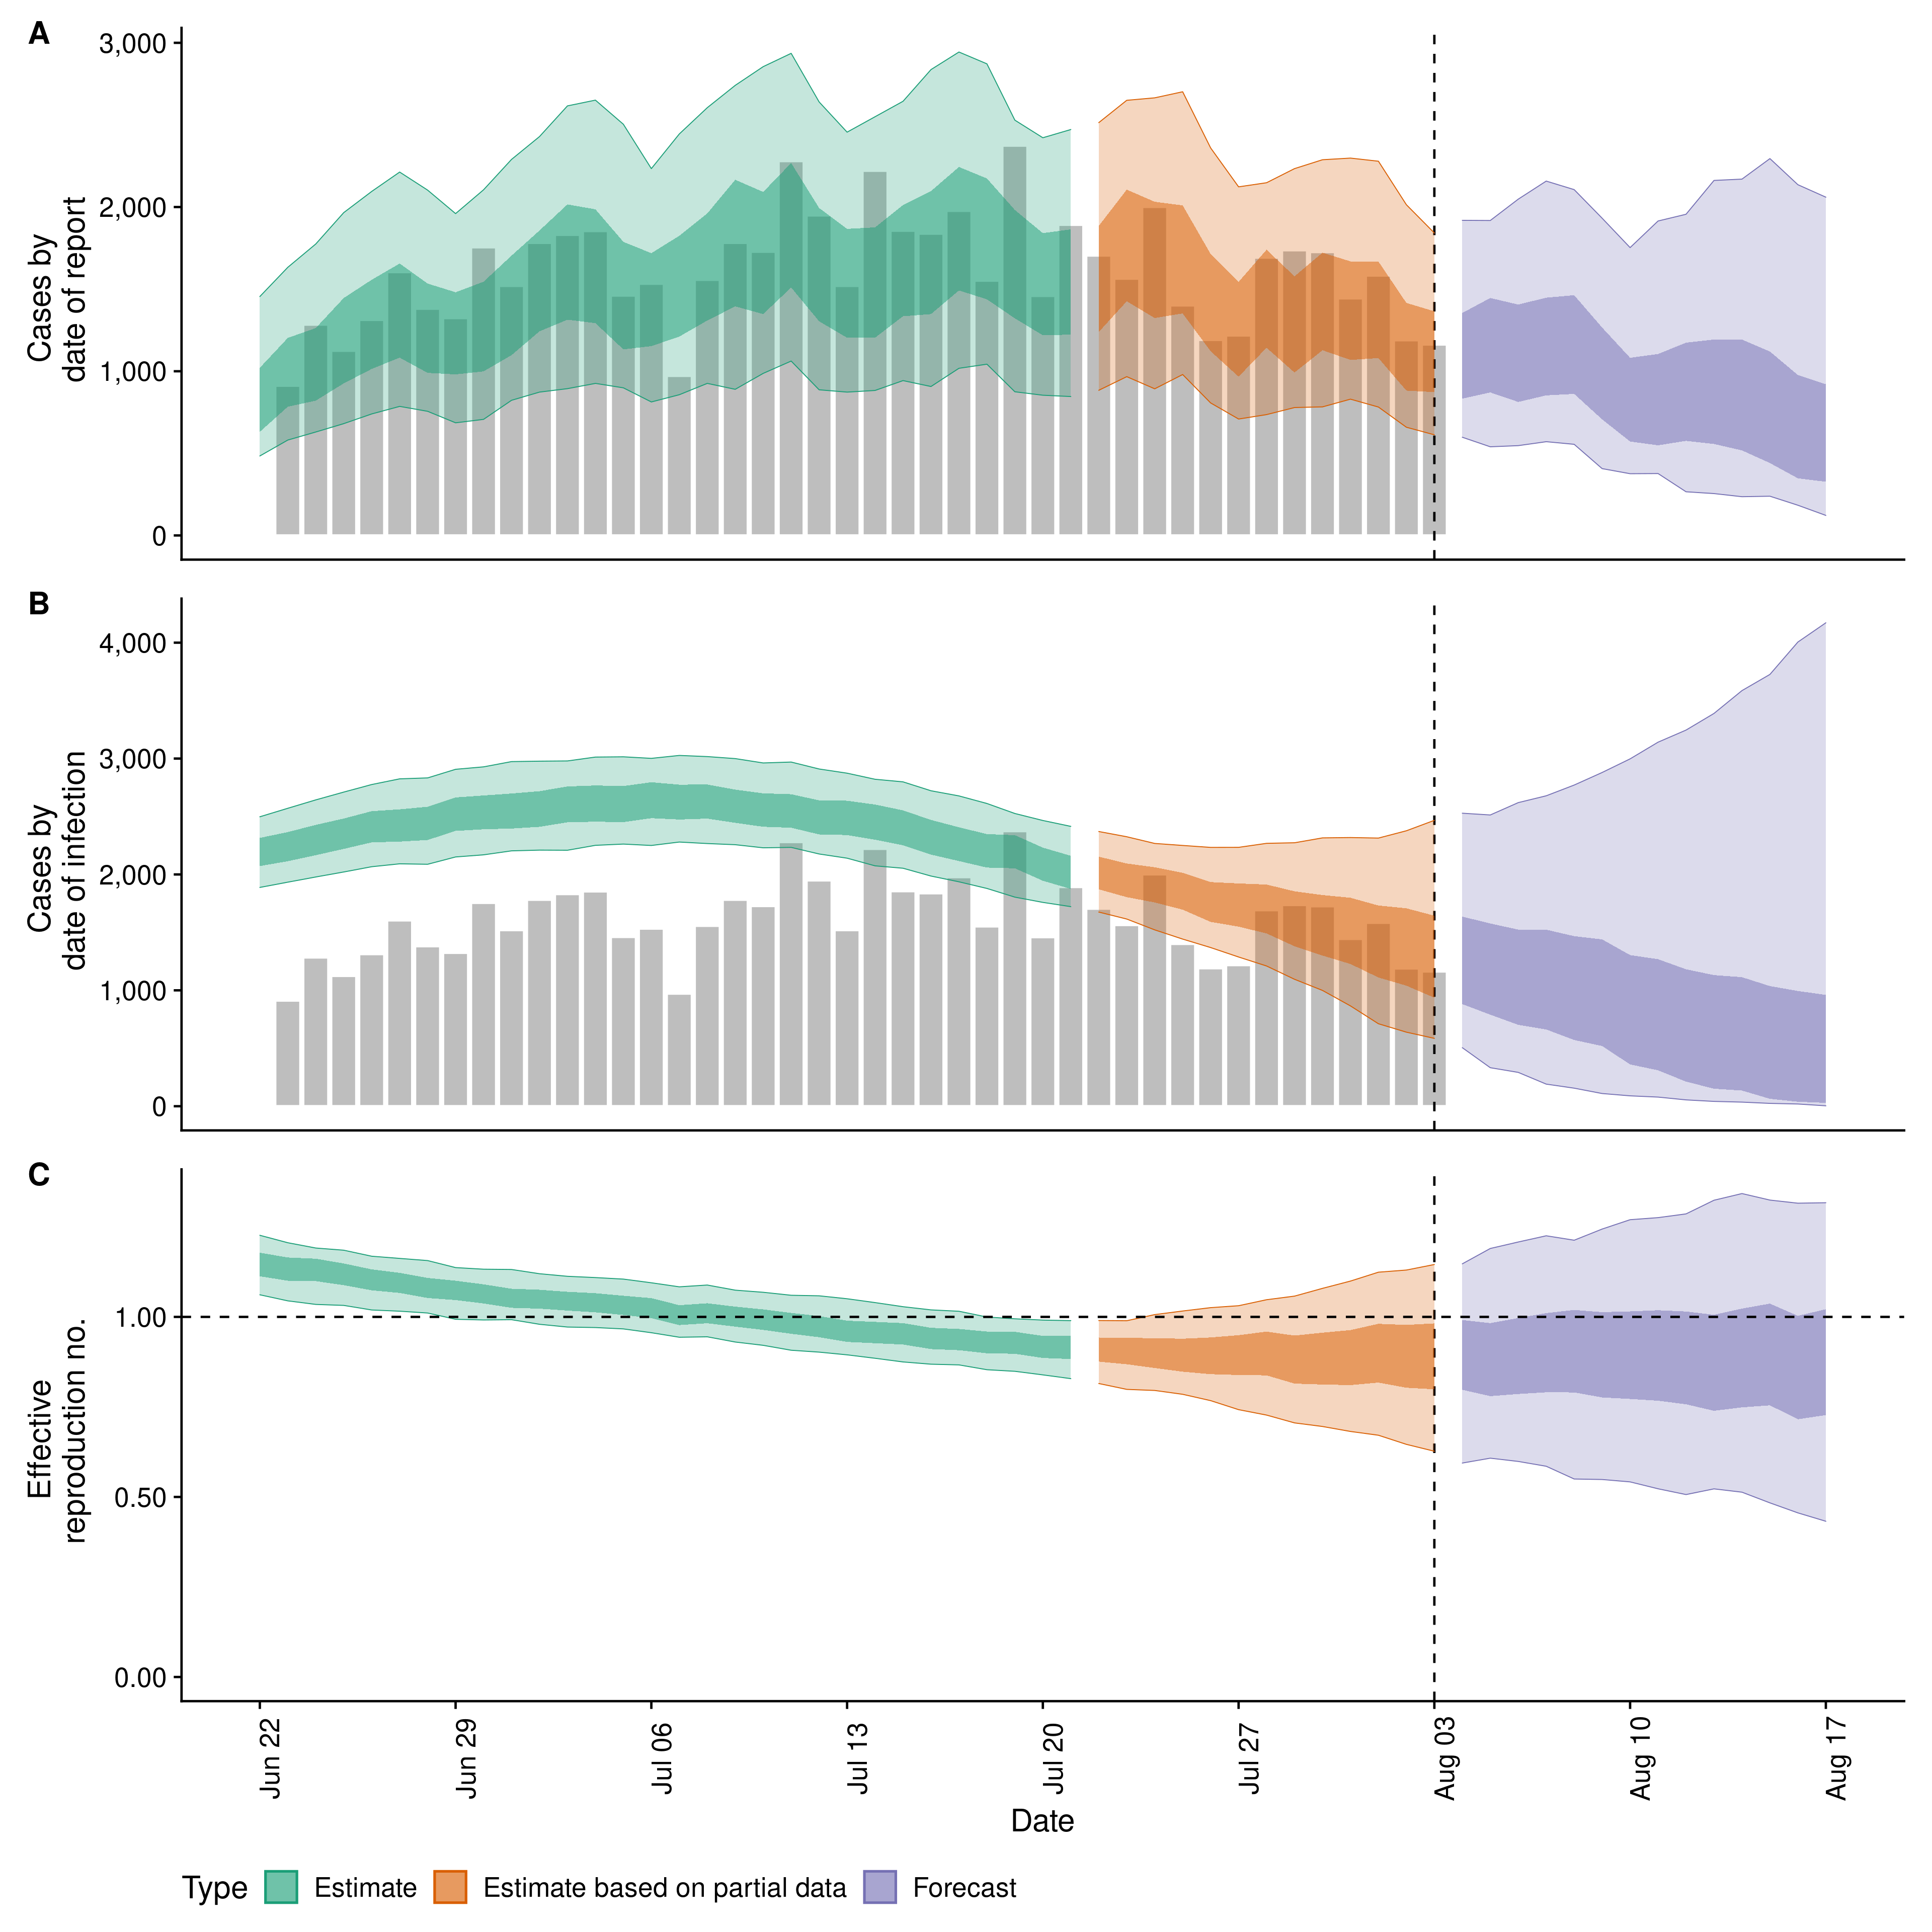 A
Cases by
date of report
3,000
2,000
1,000
0
B
Cases by
date of infection
4,000
3,000
2,000
1,000
0
C
Effective
reproduction no.
1.00
0.50
0.00
Jun 22
Jun 29
Jul 06
Jul 13
Jul 20
Jul 27
Aug 03
Aug 10
Aug 17
Date
Type Estimate Estimate based on partial data Forecast